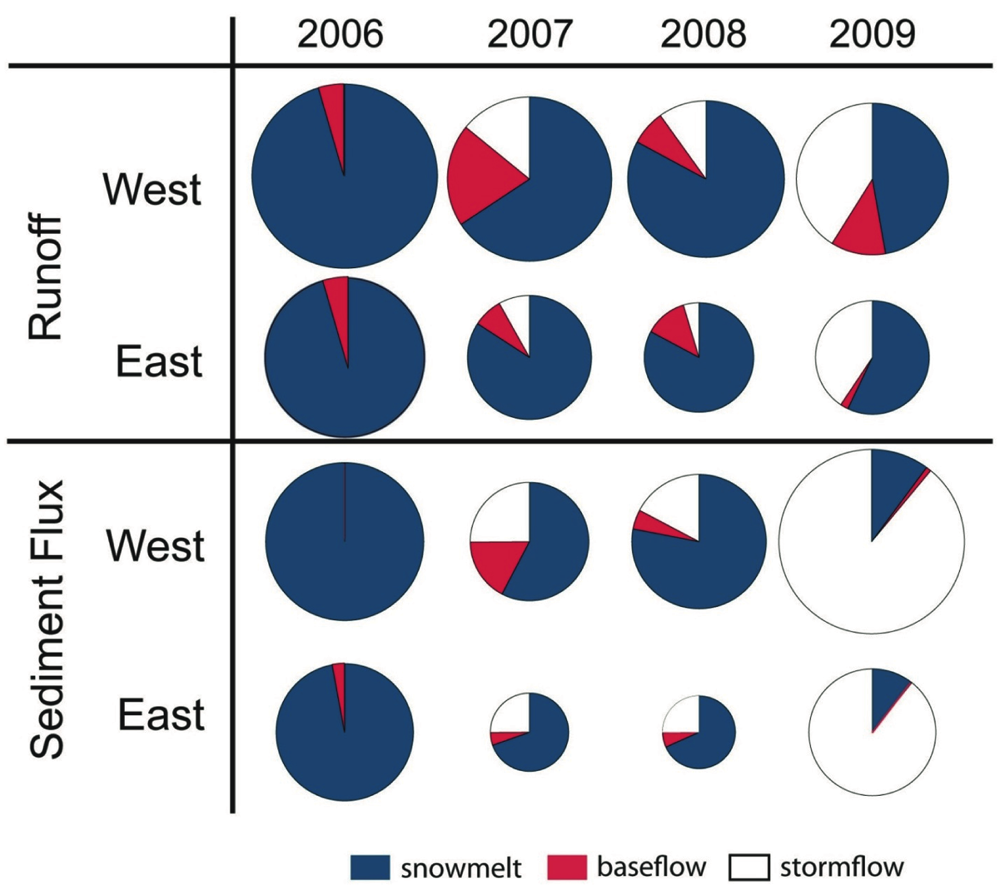 2006 2007 2008 2009
Runoff
West
East
Sediment Flux
West
East
snowmelt baseflow stormflow